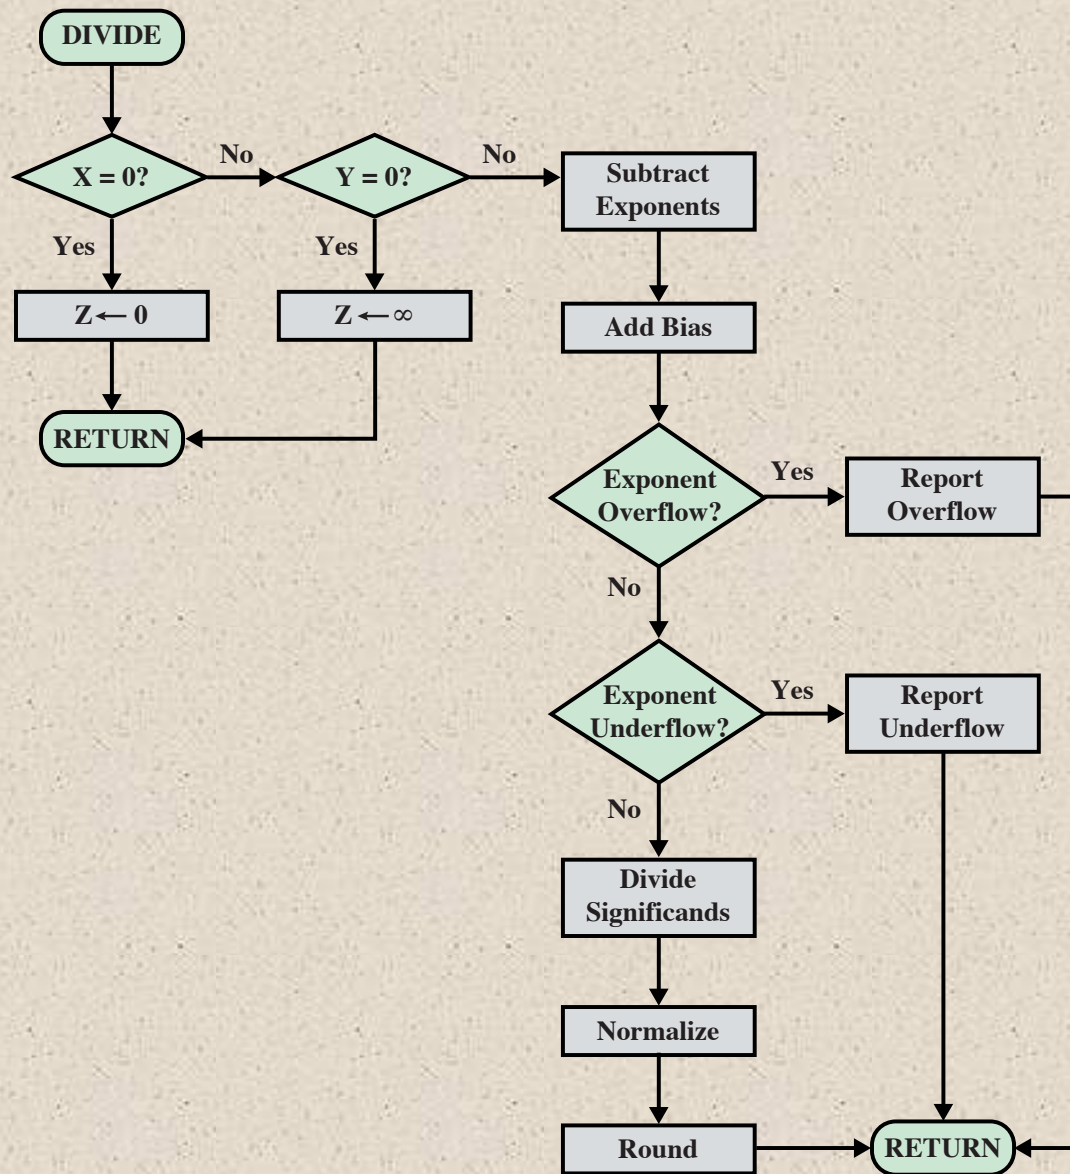 DIVIDE
X = 0?
No
Y = 0?
No
Subtract
Exponents
Yes
Yes
Z ← 0
Z ← ∞
Add Bias
RETURN
Exponent
Overflow?
Yes
Report
Overflow
No
Exponent
Underflow?
Yes
Report
Underflow
No
Divide
Significands
Normalize
Round
RETURN